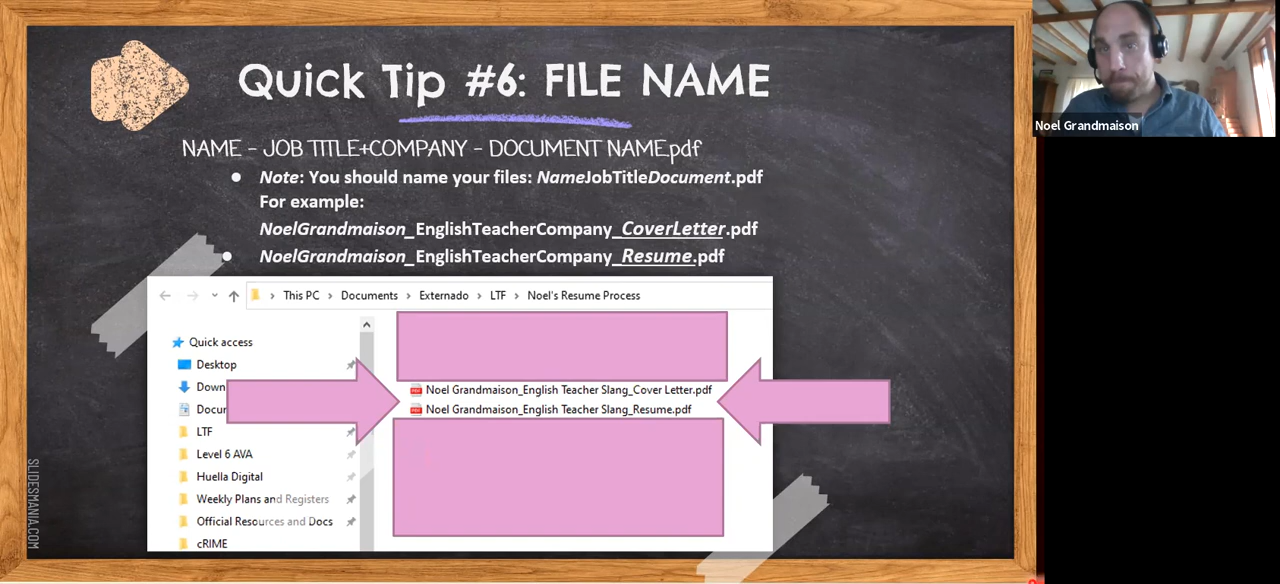 Quick Tip #6: FILE NAME
NAME - JOB TITLE+COMPANY - DOCUMENT NAME.pdf
Note: You should name your files: NameJobTitleDocument.pdf
For example:
NoelGrandmaison_EnglishTeacherCompany_CoverLetter.pdf
NoelGrandmaison_EnglishTeacherCompany_Resume.pdf
This PC › Documents › Externado › LTF › Noel's Resume Process
Quick access
Desktop
Down
Docur
LTF
Level 6 AVA
Huella Digital
Weekly Plans and Registers
Official Resources and Docs
cRIME
Noel Grandmaison_English Teacher Slang_Cover Letter.pdf
Noel Grandmaison_English Teacher Slang_Resume.pdf
SLIDESMANIA.COM
Noel Grandmaison